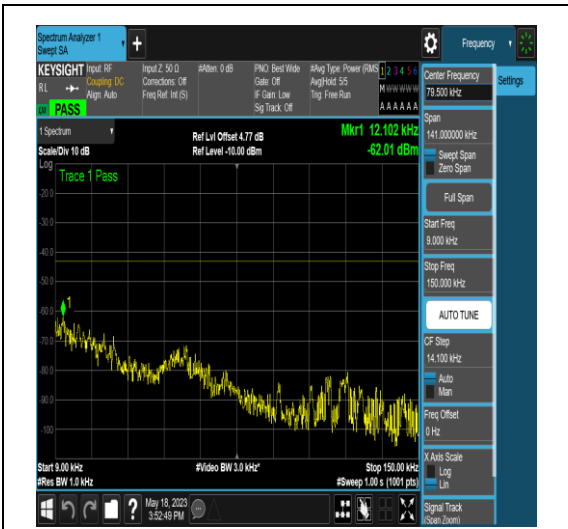 Spectrum Analyzer 1
Swept SA
+
Frequency
KEYSIGHT
RL
PASS
Input: RF
Coupling: DC
Align: Auto
Input Z: 50 Ω
Corrections: Off
Freq Ref: Int (S)
#Atten: 0 dB
PNO: Best Wide
Gate: Off
IF Gain: Low
Sig Track: Off
#Avg Type: Power (RMS
Avg|Hold: 5/5
Trig: Free Run
1 2 3 4 5 6
M W W W W W
A A A A A A
1 Spectrum
Scale/Div 10 dB
Ref Lvl Offset 4.77 dB
Ref Level -10.00 dBm
Mkr1 12.102 kHz
-62.01 dBm
Log
Trace 1 Pass
-20.0
-30.0
-40.0
-50.0
-60.0
-70.0
-80.0
-90.0
-100
1
Start 9.00 kHz
#Res BW 1.0 kHz
#Video BW 3.0 kHz*
Stop 150.00 kHz
#Sweep 1.00 s (1001 pts)
Center Frequency
79.500 kHz
Settings
Span
141.000000 kHz
Swept Span
Zero Span
Full Span
Start Freq
9.000 kHz
Stop Freq
150.000 kHz
AUTO TUNE
CF Step
14.100 kHz
Auto
Man
Freq Offset
0 Hz
X Axis Scale
Log
Lin
Signal Track
(Span Zoom)
?
May 18, 2023
3:52:49 PM